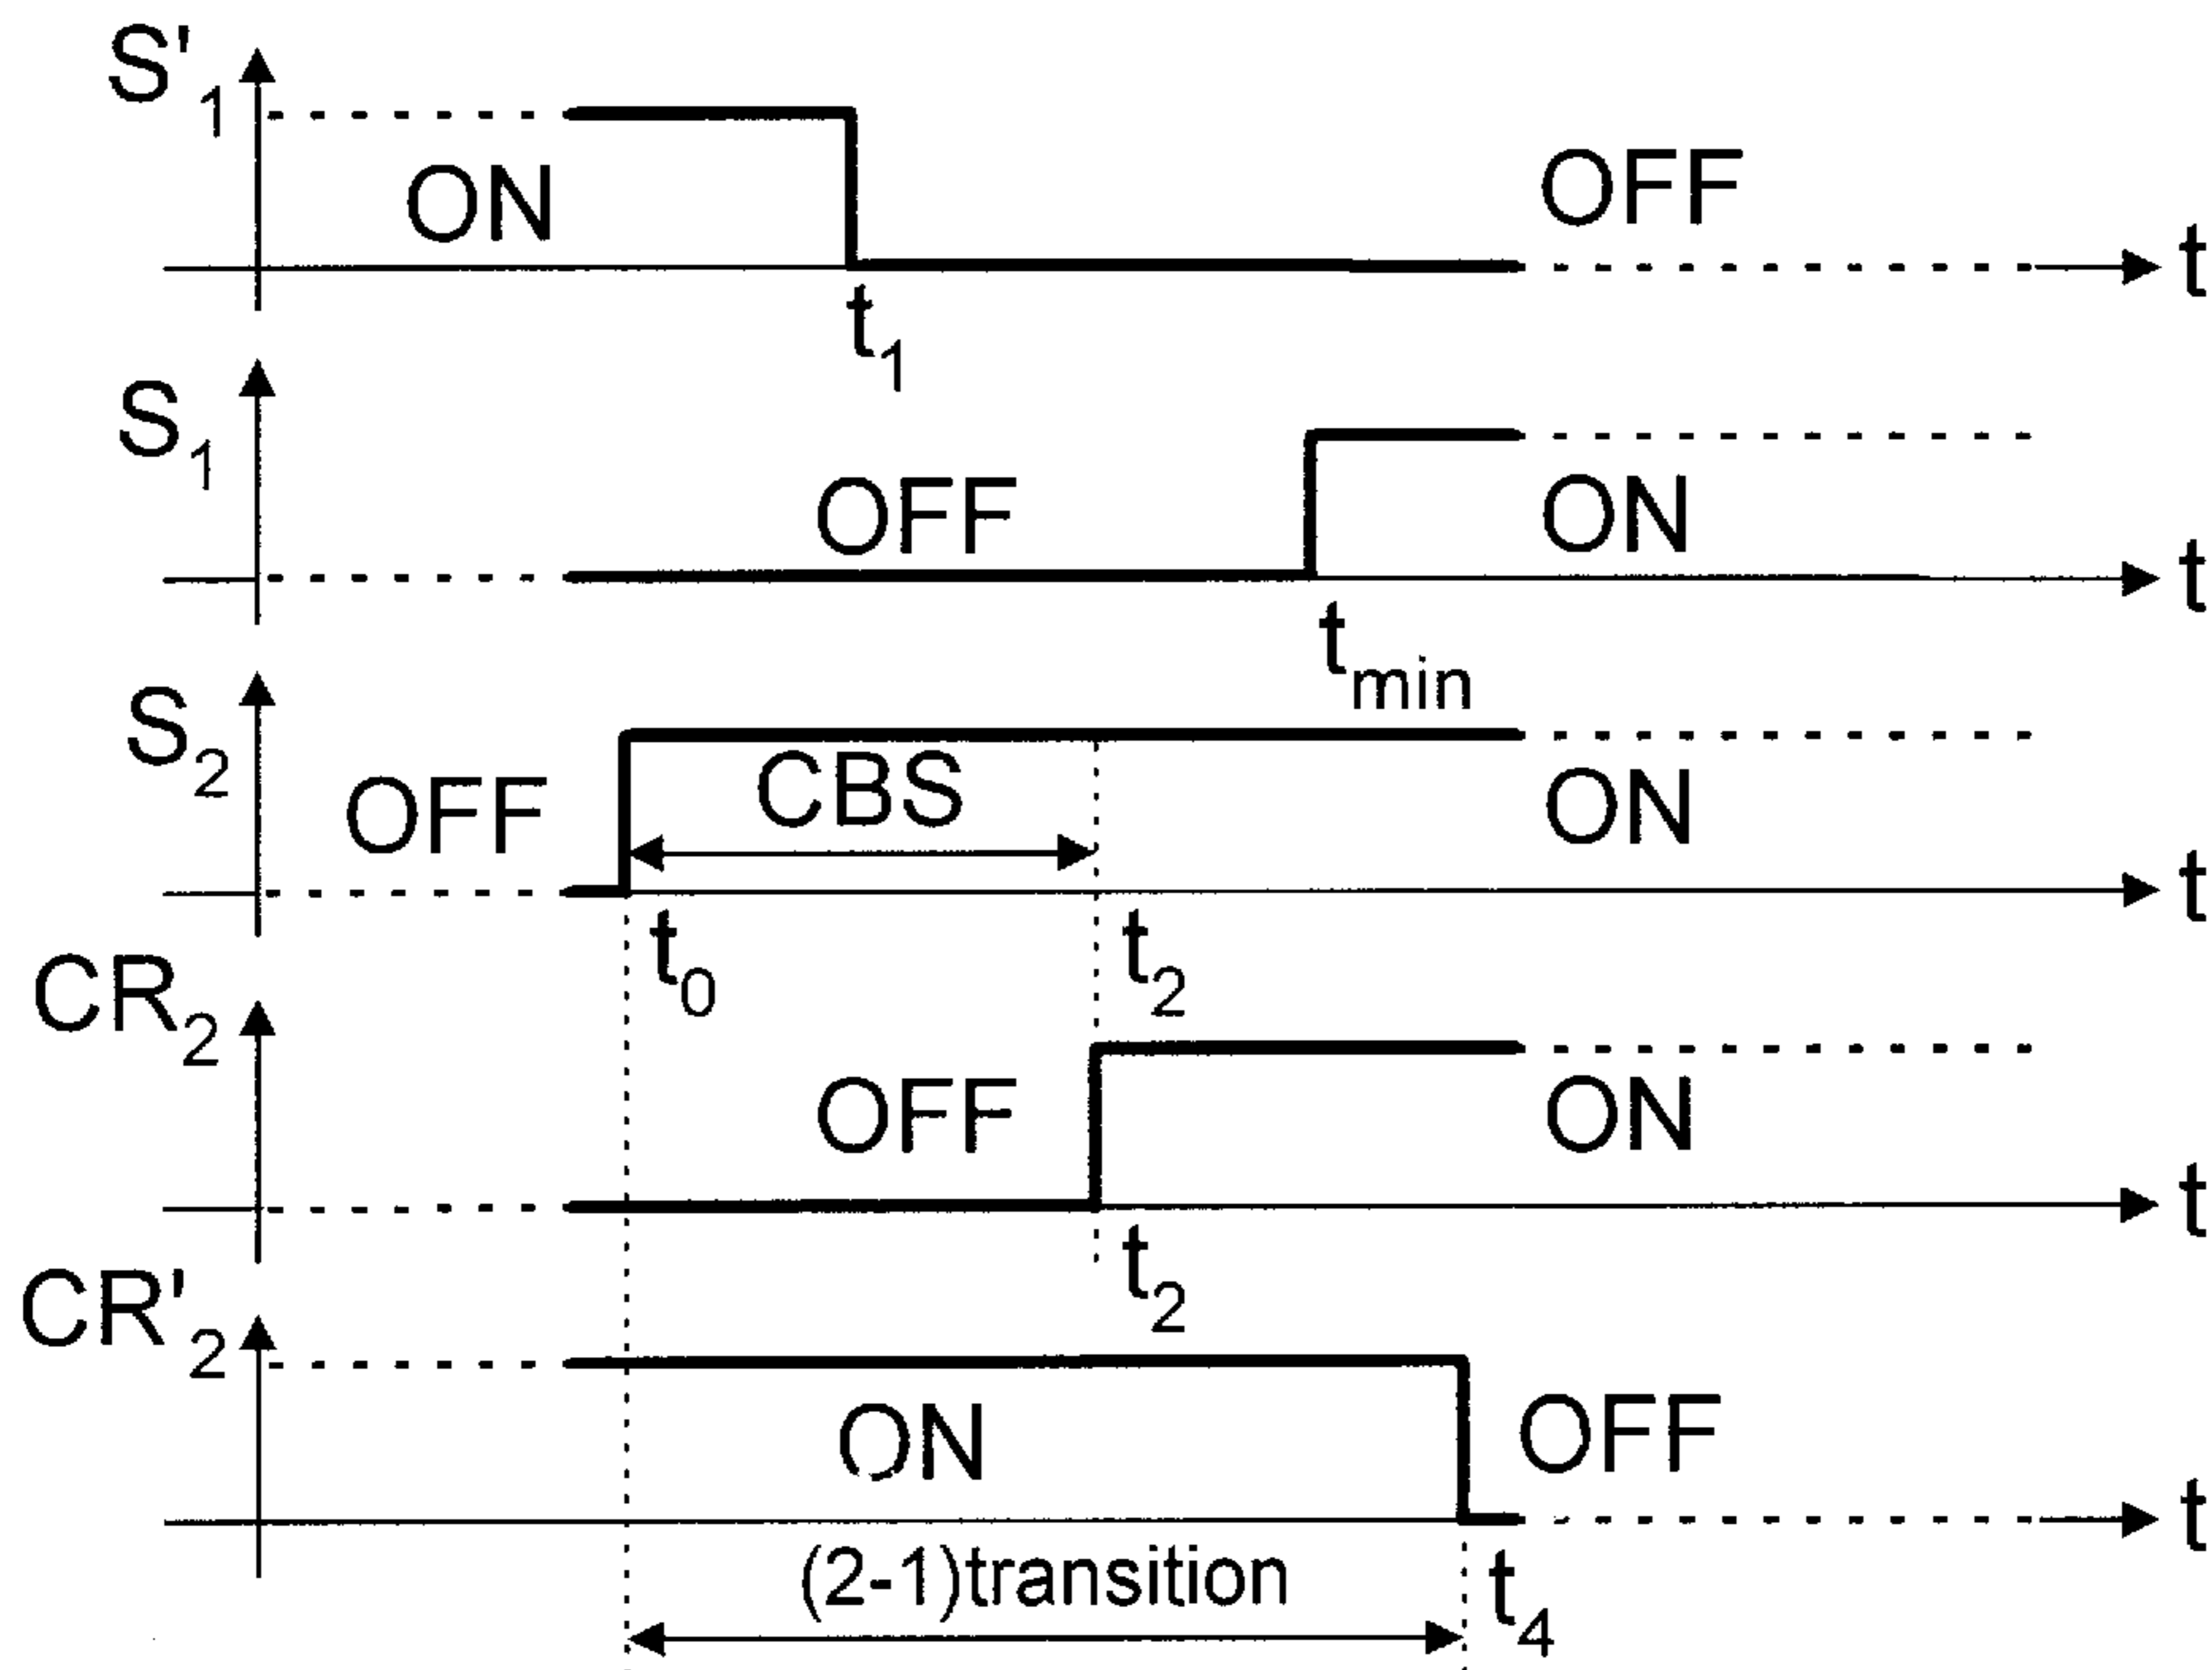 S'1
ON
OFF
t
t1
S1
OFF
ON
t
tmin
S2
OFF
CBS
ON
t
t0
t2
CR2
OFF
ON
t
t2
CR'2
ON
OFF
t
(2-1)transition
t4